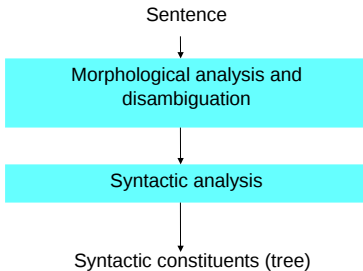 Sentence
Morphological analysis and
disambiguation
Syntactic analysis
Syntactic constituents (tree)